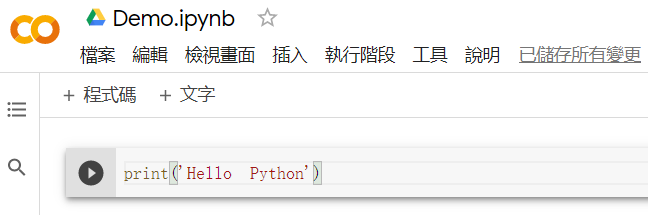 Demo.ipynb
檔案 編輯 檢視畫面 插入 執行階段 工具 說明 已儲存所有變更
+ 程式碼 + 文字
print('Hello  Python')